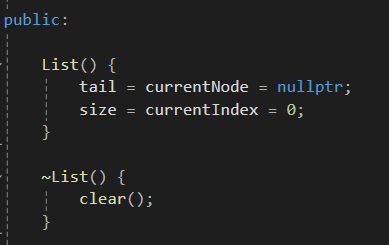 public:
List() {
tail = currentNode = nullptr;
size = currentIndex = 0;
}
~List() {
clear();
}